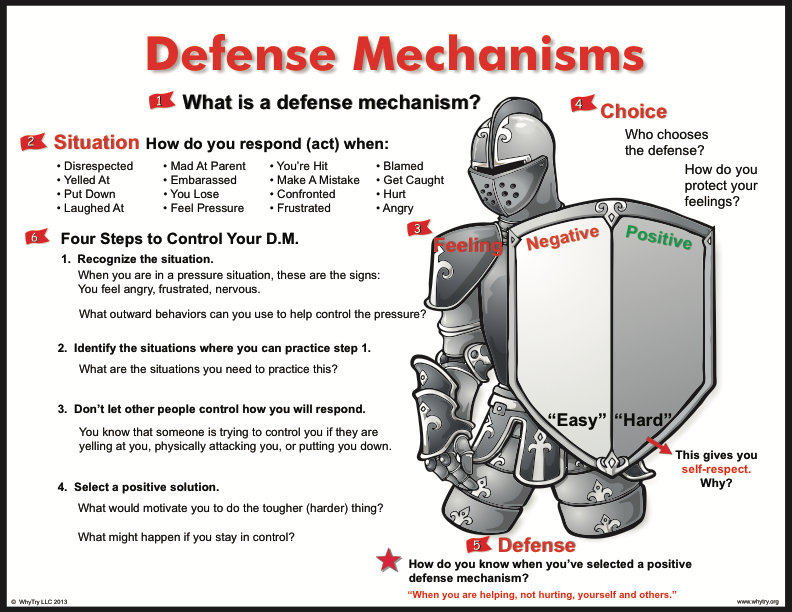 Defense Mechanisms
1 What is a defense mechanism?
2 Situation How do you respond (act) when:
• Disrespected
• Yelled At
• Put Down
• Laughed At
• Mad At Parent
• Embarassed
• You Lose
• Feel Pressure
• You're Hit
• Make A Mistake
• Confronted
• Frustrated
• Blamed
• Get Caught
• Hurt
• Angry
3 Feeling
Negative
Positive
"Easy"
"Hard"
This gives you
self-respect.
Why?
4 Choice
Who chooses
the defense?
How do you
protect your
feelings?
5 Defense
How do you know when you've selected a positive
defense mechanism?
"When you are helping, not hurting, yourself and others."
6 Four Steps to Control Your D.M.
1. Recognize the situation.
When you are in a pressure situation, these are the signs:
You feel angry, frustrated, nervous.
What outward behaviors can you use to help control the pressure?
2. Identify the situations where you can practice step 1.
What are the situations you need to practice this?
3. Don't let other people control how you will respond.
You know that someone is trying to control you if they are
yelling at you, physically attacking you, or putting you down.
4. Select a positive solution.
What would motivate you to do the tougher (harder) thing?
What might happen if you stay in control?
© WhyTry LLC 2013
www.whytry.org